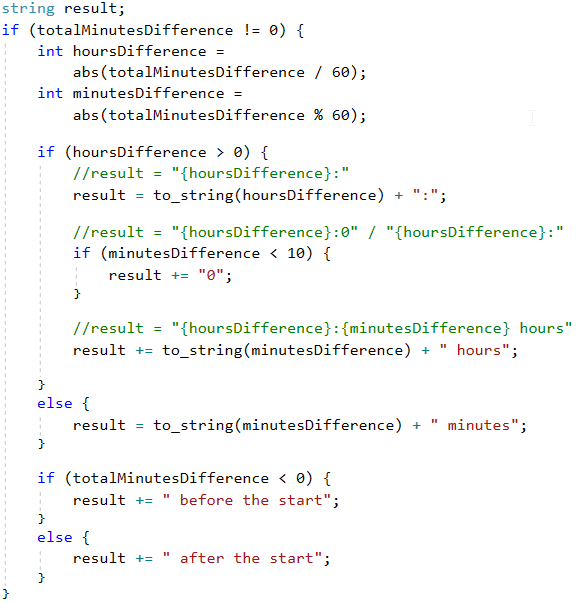 string result;
if (totalMinutesDifference != 0) {
    int hoursDifference =
        abs(totalMinutesDifference / 60);
    int minutesDifference =
        abs(totalMinutesDifference % 60);

    if (hoursDifference > 0) {
        //result = "{hoursDifference}:"
        result = to_string(hoursDifference) + ":";

        //result = "{hoursDifference}:0" / "{hoursDifference}:"
        if (minutesDifference < 10) {
            result += "0";
        }

        //result = "{hoursDifference}:{minutesDifference} hours"
        result += to_string(minutesDifference) + " hours";

    }
    else {
        result = to_string(minutesDifference) + " minutes";
    }

    if (totalMinutesDifference < 0) {
        result += " before the start";
    }
    else {
        result += " after the start";
    }
}